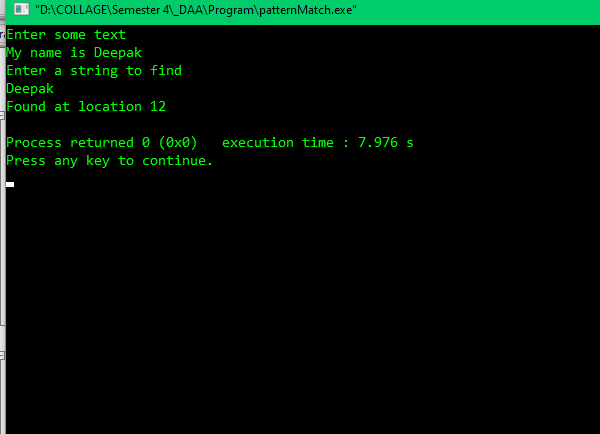 "D:\COLLAGE\Semester 4\_DAA\Program\patternMatch.exe"
Enter some text
My name is Deepak
Enter a string to find
Deepak
Found at location 12
Process returned 0 (0x0)   execution time : 7.976 s
Press any key to continue.